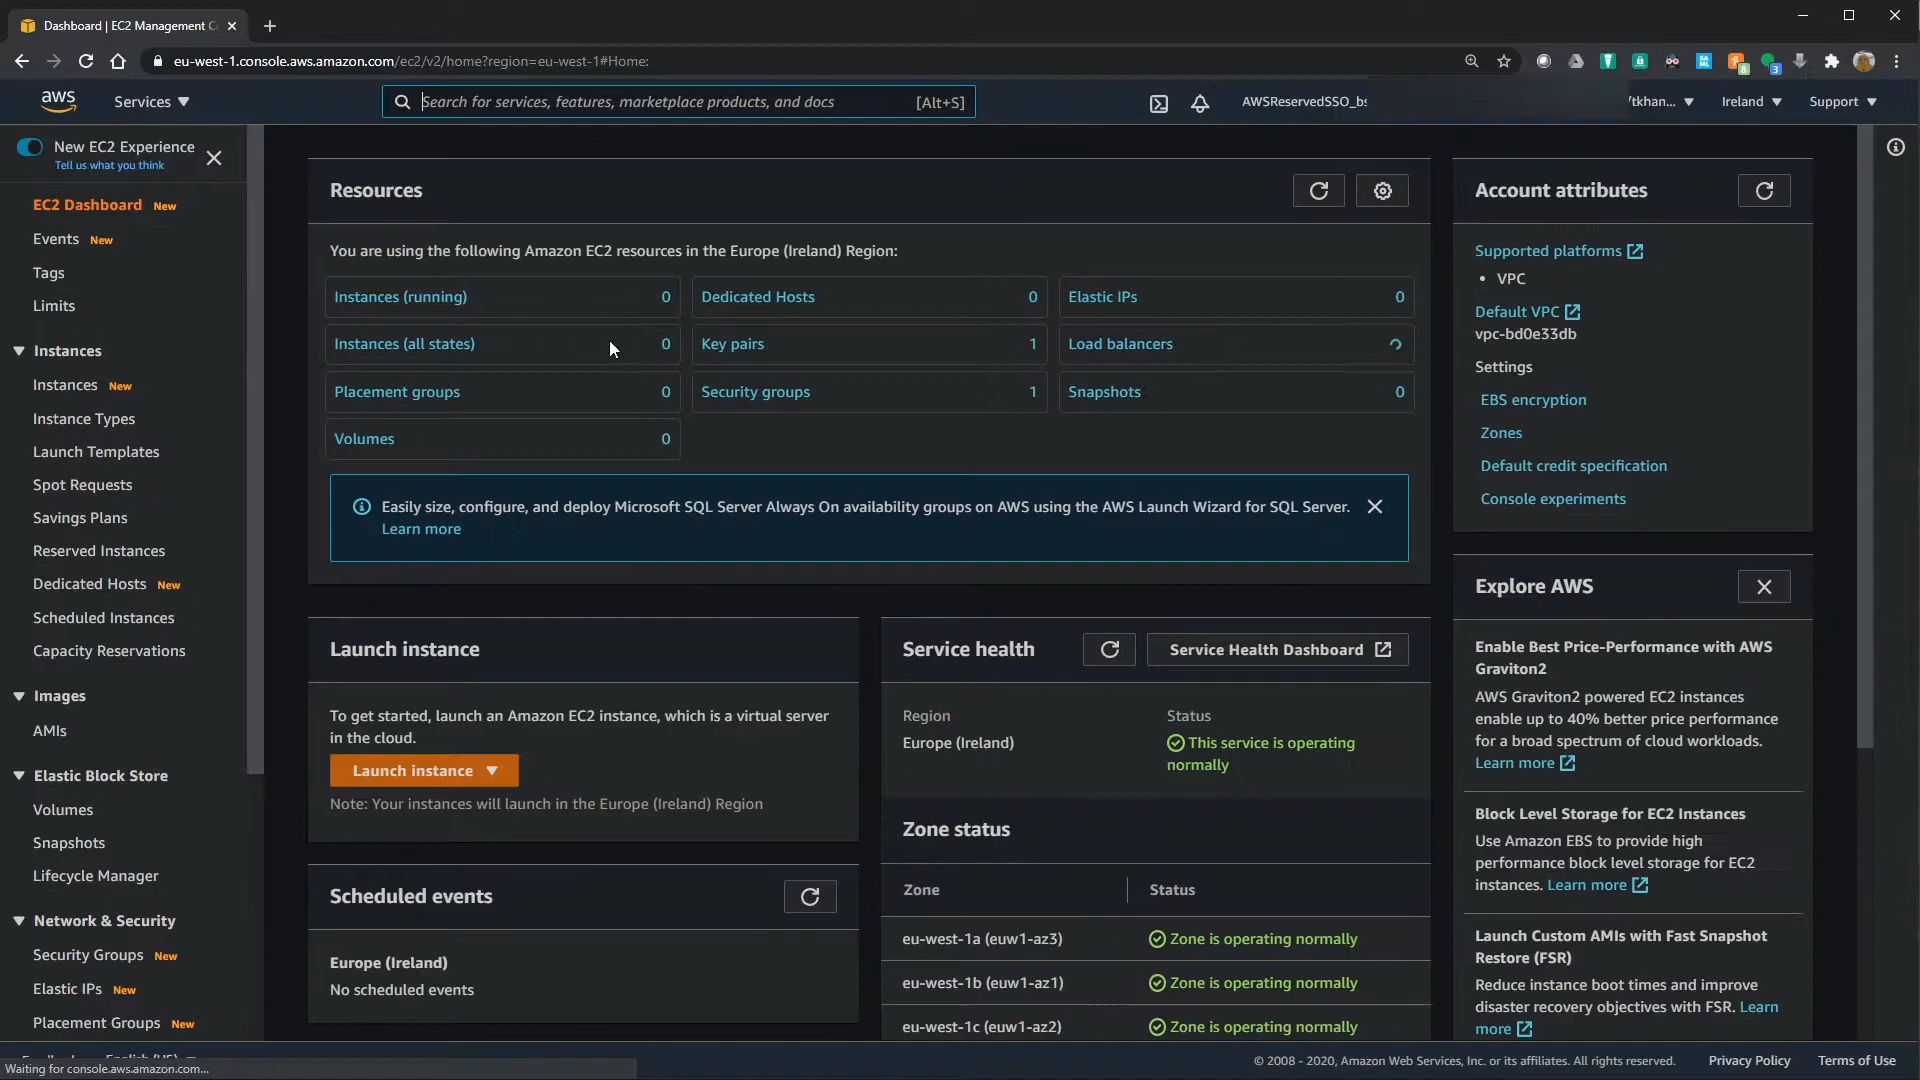 Dashboard | EC2 Management C
eu-west-1.console.aws.amazon.com/ec2/v2/home?region=eu-west-1#Home:
8
3
aws
Services
Search for services, features, marketplace products, and docs
[Alt+S]
AWSReservedSSO_bs
'tkhan...
Ireland
Support
New EC2 Experience
Tell us what you think
EC2 Dashboard New
Events New
Tags
Limits
Instances
Instances New
Instance Types
Launch Templates
Spot Requests
Savings Plans
Reserved Instances
Dedicated Hosts New
Scheduled Instances
Capacity Reservations
Images
AMIs
Elastic Block Store
Volumes
Snapshots
Lifecycle Manager
Network & Security
Security Groups New
Elastic IPs New
Placement Groups New
Resources
You are using the following Amazon EC2 resources in the Europe (Ireland) Region:
Instances (running) 0
Dedicated Hosts 0
Elastic IPs 0
Instances (all states) 0
Key pairs 1
Load balancers
Placement groups 0
Security groups 1
Snapshots 0
Volumes 0
Easily size, configure, and deploy Microsoft SQL Server Always On availability groups on AWS using the AWS Launch Wizard for SQL Server.
Learn more
Launch instance
To get started, launch an Amazon EC2 instance, which is a virtual server
in the cloud.
Launch instance
Note: Your instances will launch in the Europe (Ireland) Region
Scheduled events
Europe (Ireland)
No scheduled events
Service health
Service Health Dashboard
Region
Status
Europe (Ireland)
This service is operating
normally
Zone status
Zone
Status
eu-west-1a (euw1-az3)
Zone is operating normally
eu-west-1b (euw1-az1)
Zone is operating normally
eu-west-1c (euw1-az2)
Zone is operating normally
Account attributes
Supported platforms
• VPC
Default VPC
vpc-bd0e33db
Settings
EBS encryption
Zones
Default credit specification
Console experiments
Explore AWS
Enable Best Price-Performance with AWS
Graviton2
AWS Graviton2 powered EC2 instances
enable up to 40% better price performance
for a broad spectrum of cloud workloads.
Learn more
Block Level Storage for EC2 Instances
Use Amazon EBS to provide high
performance block level storage for EC2
instances. Learn more
Launch Custom AMIs with Fast Snapshot
Restore (FSR)
Reduce instance boot times and improve
disaster recovery objectives with FSR. Learn
more
Waiting for console.aws.amazon.com...
© 2008 - 2020, Amazon Web Services, Inc. or its affiliates. All rights reserved.
Privacy Policy
Terms of Use